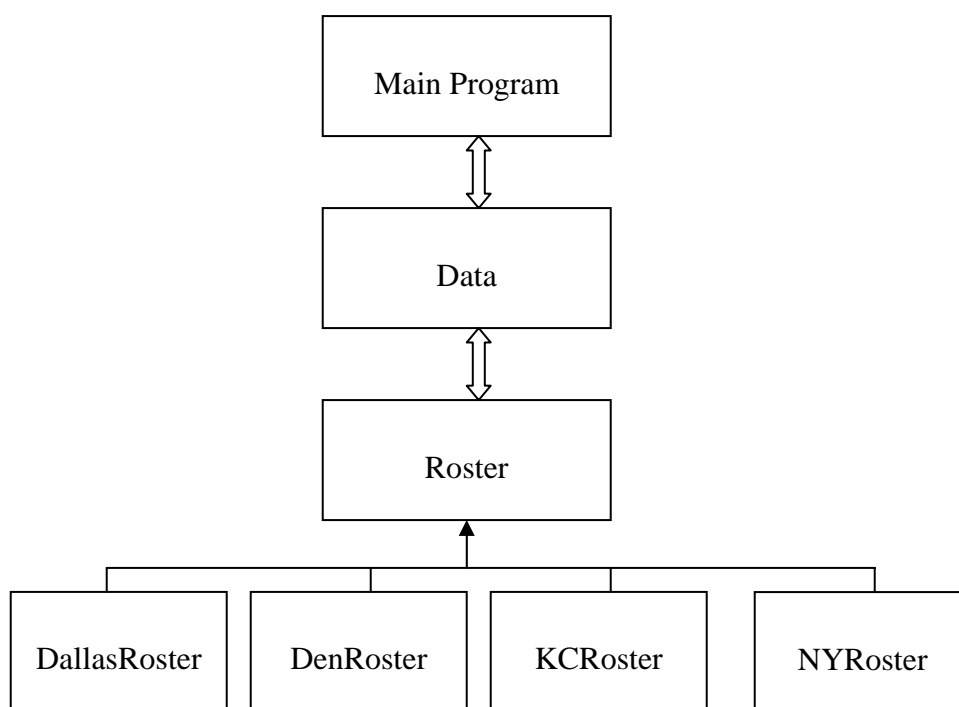 Main Program
Data
Roster
DallasRoster
DenRoster
KCRoster
NYRoster